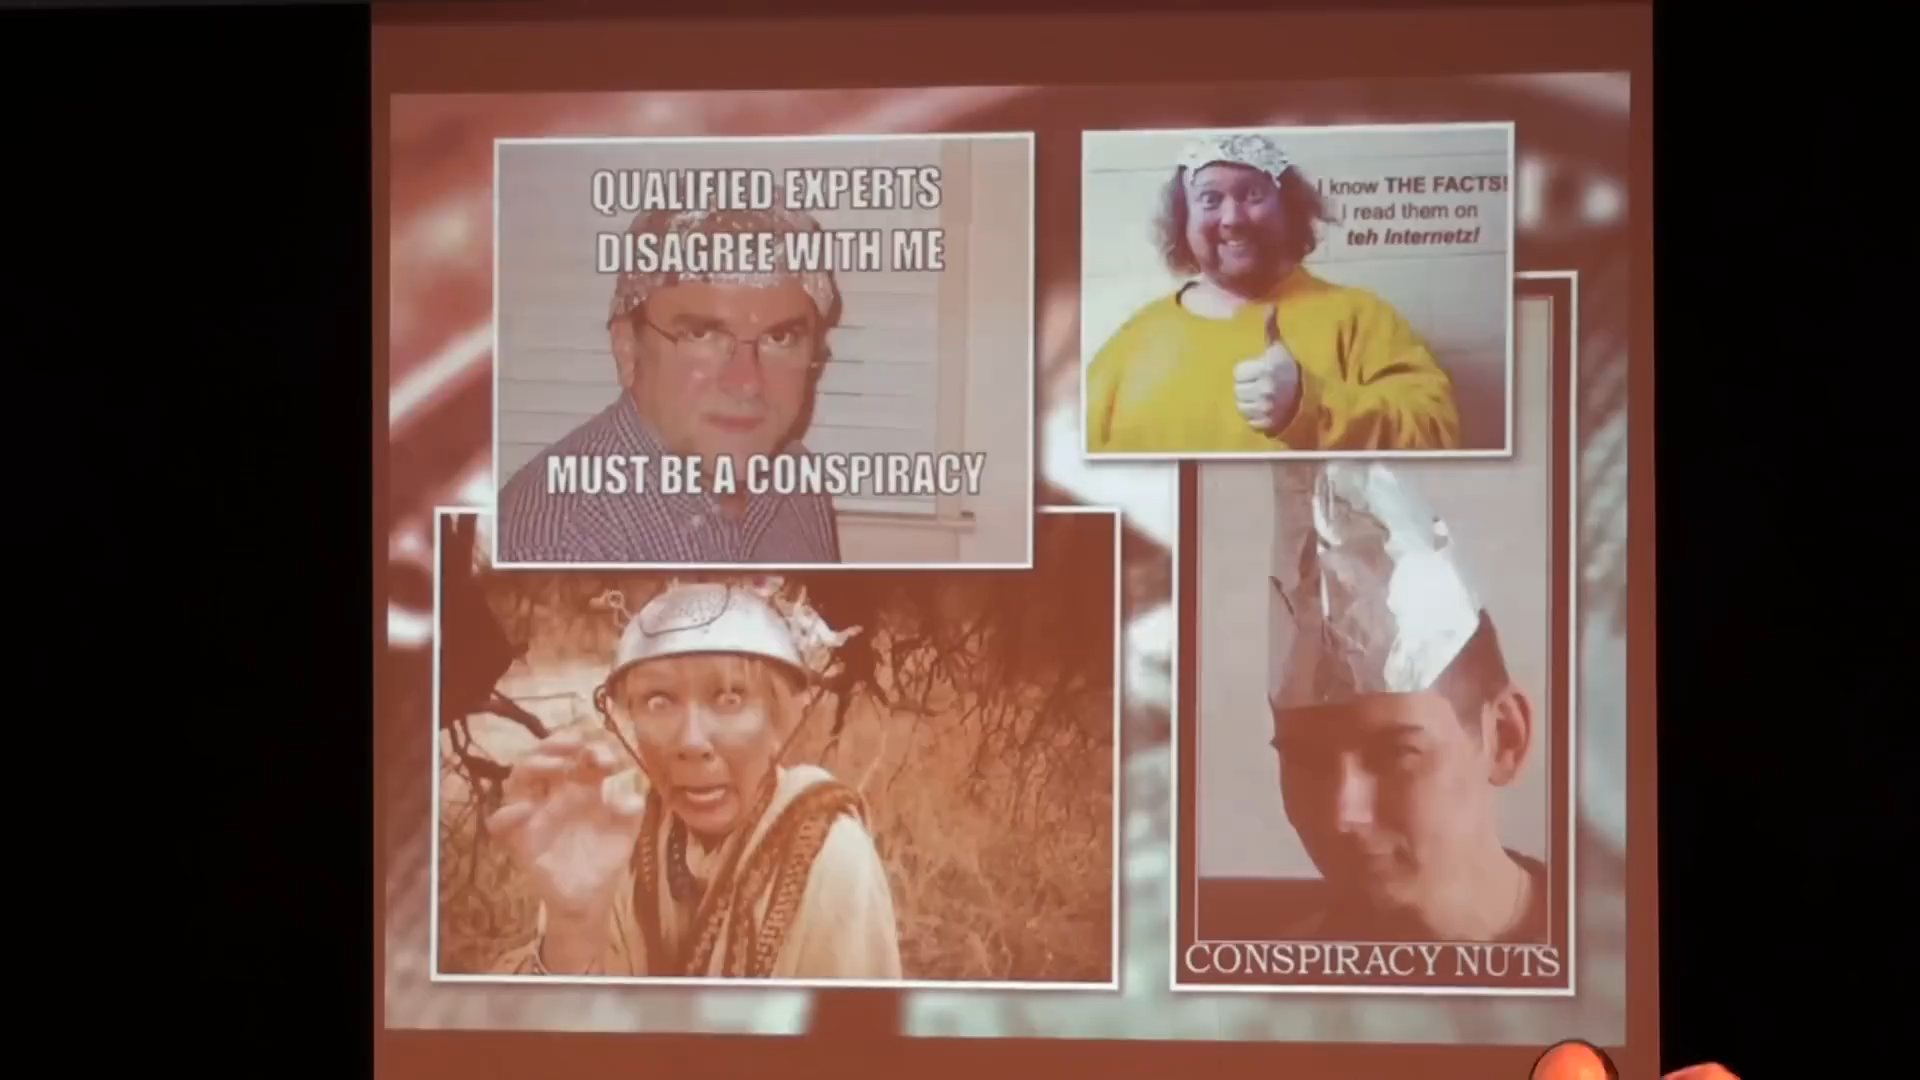 QUALIFIED EXPERTS
DISAGREE WITH ME
MUST BE A CONSPIRACY
I know THE FACTS!
I read them on
teh Internetz!
CONSPIRACY NUTS